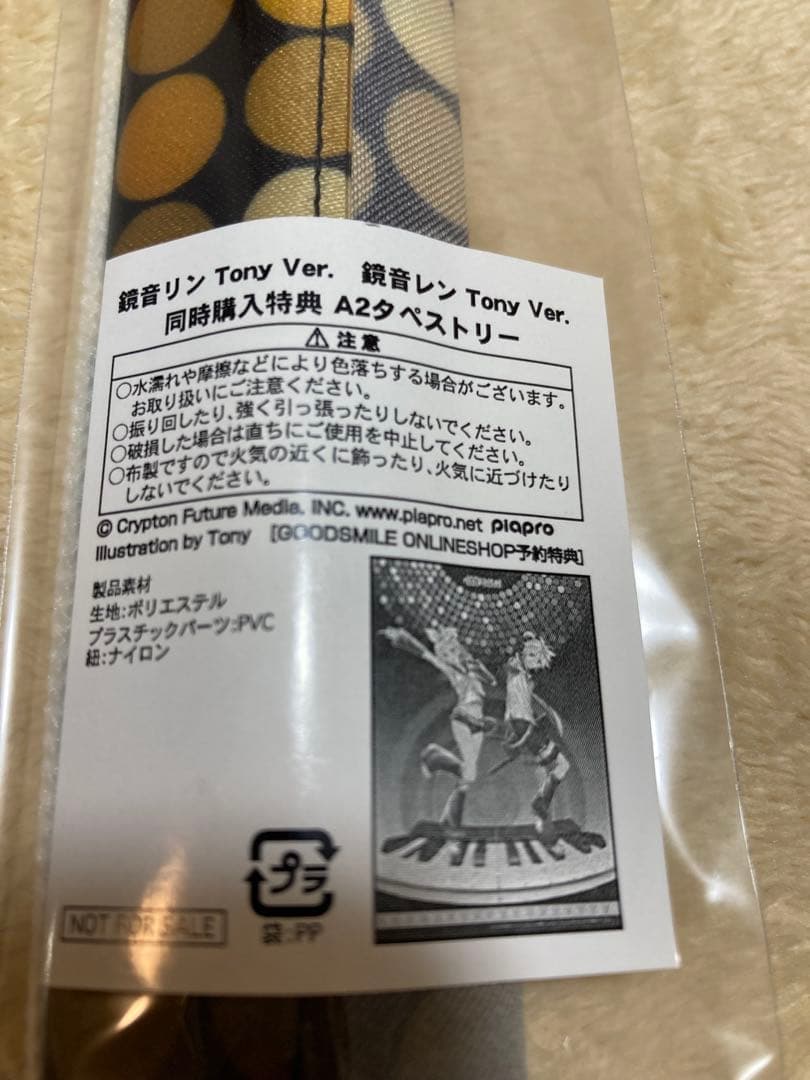 鏡音リン Tony Ver. 鏡音レン Tony Ver.
同時購入特典 A2タペストリー
⚠ 注意
○水濡れや摩擦などにより色落ちする場合がございます。
お取り扱いにご注意ください。
○振り回したり、強く引っ張ったりしないでください。
○破損した場合は直ちにご使用を中止してください。
○布製ですので火気の近くに飾ったり、火気に近づけたり
しないでください。
© Crypton Future Media, INC. www.piapro.net piapro
Illustration by Tony [GOODSMILE ONLINESHOP予約特典]
製品素材
生地:ポリエステル
プラスチックパーツ:PVC
紐:ナイロン
プラ
袋:PP
NOT FOR SALE